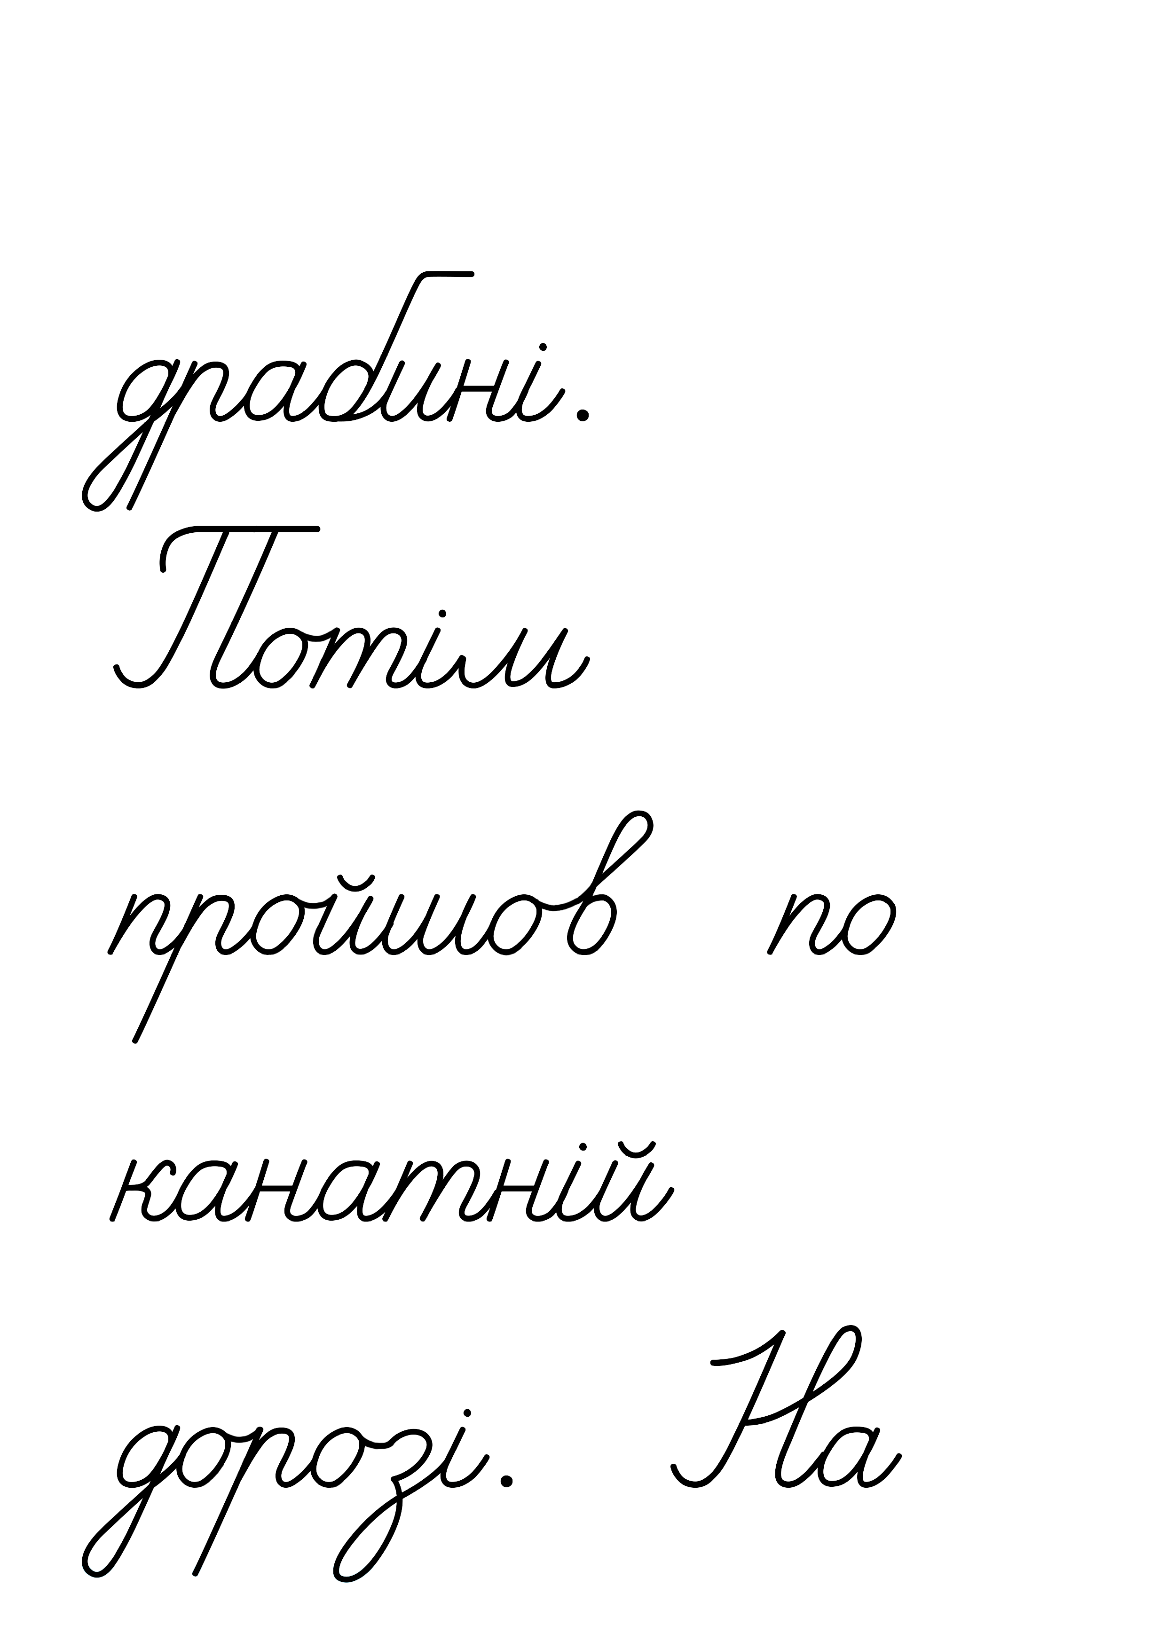 драбині.
Потім
пройшов по
канатній
дорозі. На